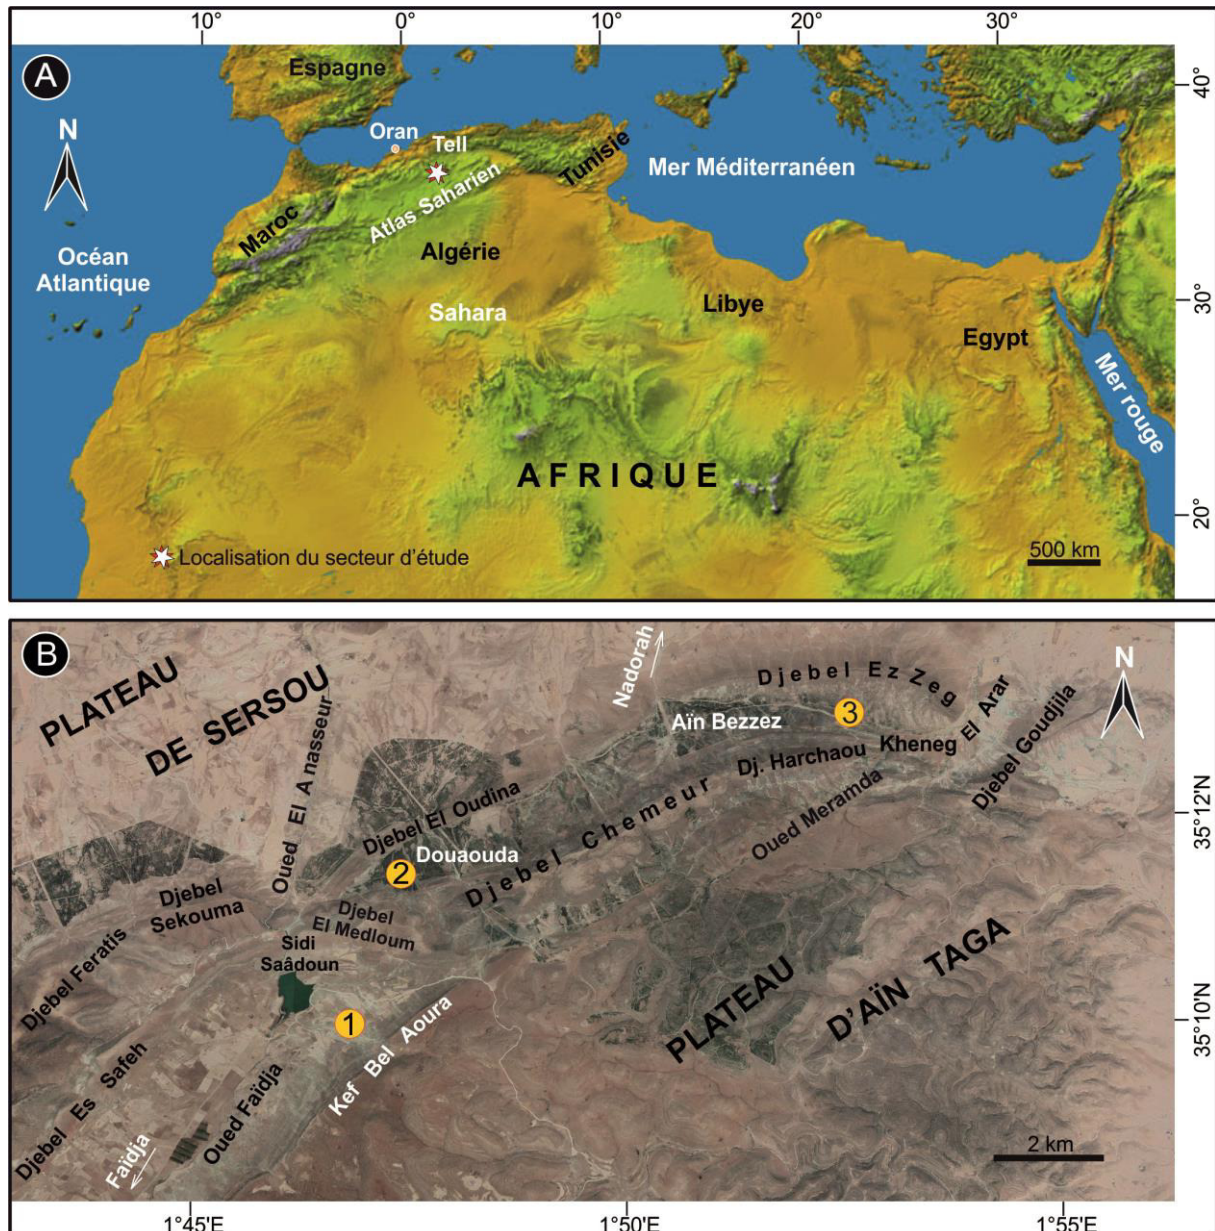 10°
0°
10°
20°
30°
A
Espagne
40°
N
Oran
Tell
Tunisie
Mer Méditerranéen
Atlas Saharien
Maroc
Océan
Atlantique
Algérie
30°
Sahara
Libye
Egypt
Mer rouge
AFRIQUE
20°
Localisation du secteur d'étude
500 km
B
PLATEAU
DE SERSOU
Nadorah
Djebel Ez Zeg
N
Oued El Anasseur
Aïn Bezzez
3
El Arar
Kheneg
Djebel Goudjila
Dj. Harchaou
Djebel El Oudina
Oued Meramda
35°12'N
Djebel Chemeur
Douaouda
2
Djebel
Sekouma
Djebel
El Medloum
Sidi
Saâdoun
Djebel Feratis
PLATEAU
D'AÏN TAGA
35°10'N
1
Kef Bel Aoura
Djebel Es Safeh
Oued Faïdja
Faïdja
2 km
1°45'E
1°50'E
1°55'E